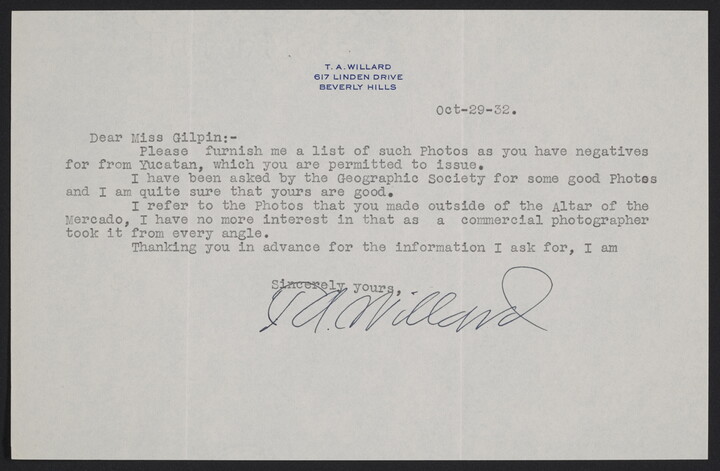 T. A. WILLARD
617 LINDEN DRIVE
BEVERLY HILLS
Oct-29-32.
Dear Miss Gilpin:-
Please furnish me a list of such Photos as you have negatives
for from Yucatan, which you are permitted to issue.
I have been asked by the Geographic Society for some good Photos
and I am quite sure that yours are good.
I refer to the Photos that you made outside of the Altar of the
Mercado, I have no more interest in that as a commercial photographer
took it from every angle.
Thanking you in advance for the information I ask for, I am
Sincerely yours,
T A. Willard